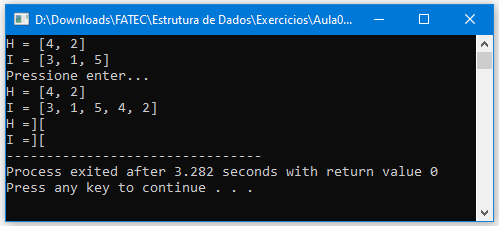 D:\Downloads\FATEC\Estrutura de Dados\Exercicios\Aula0...
H = [4, 2]
I = [3, 1, 5]
Pressione enter...
H = [4, 2]
I = [3, 1, 5, 4, 2]
H =][
I =][
--------------------------------
Process exited after 3.282 seconds with return value 0
Press any key to continue . . .